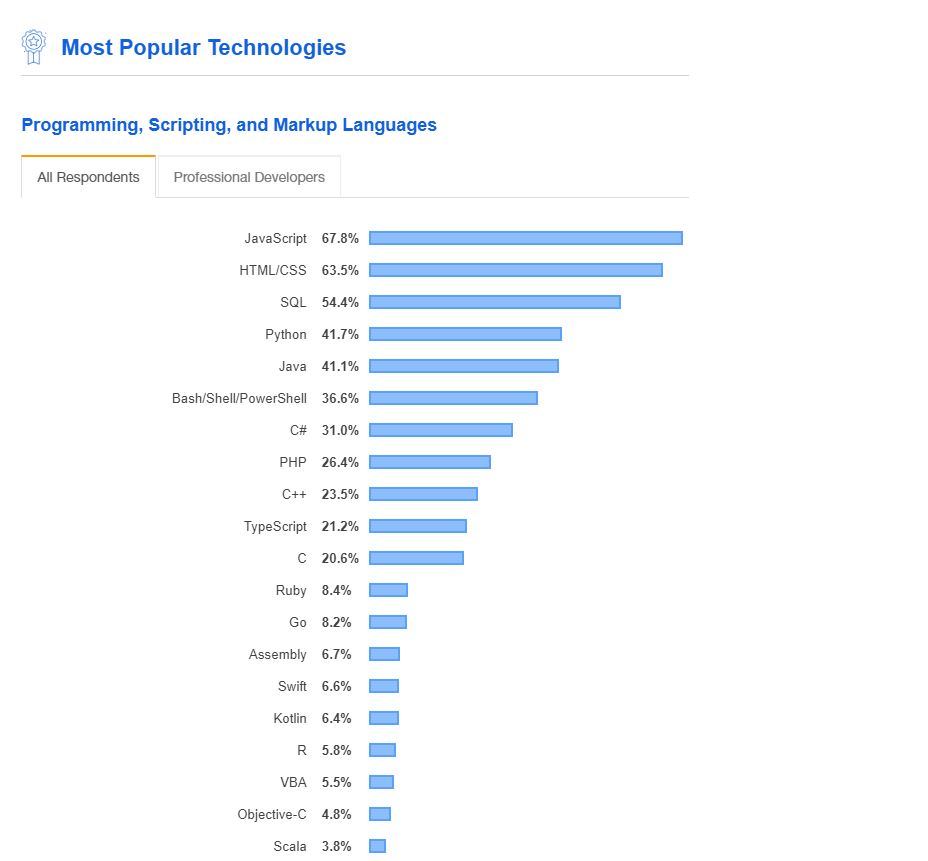 Most Popular Technologies
Programming, Scripting, and Markup Languages
All Respondents Professional Developers
JavaScript 67.8%
HTML/CSS 63.5%
SQL 54.4%
Python 41.7%
Java 41.1%
Bash/Shell/PowerShell 36.6%
C# 31.0%
PHP 26.4%
C++ 23.5%
TypeScript 21.2%
C 20.6%
Ruby 8.4%
Go 8.2%
Assembly 6.7%
Swift 6.6%
Kotlin 6.4%
R 5.8%
VBA 5.5%
Objective-C 4.8%
Scala 3.8%